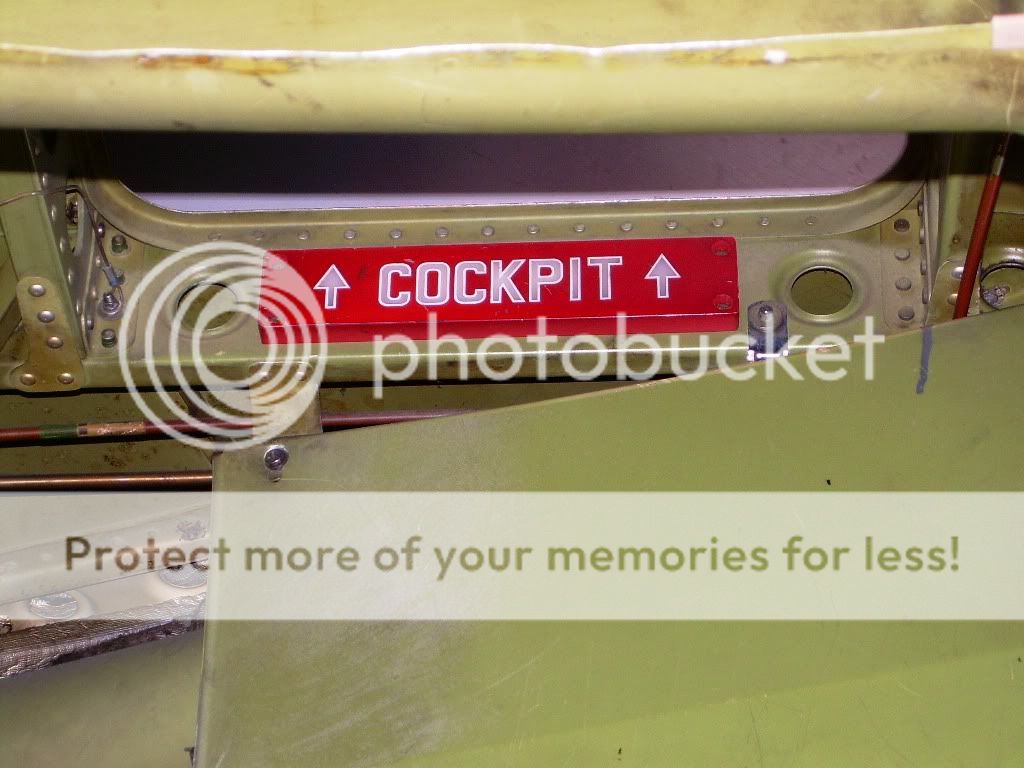 ↑ COCKPIT ↑
photobucket
Protect more of your memories for less!